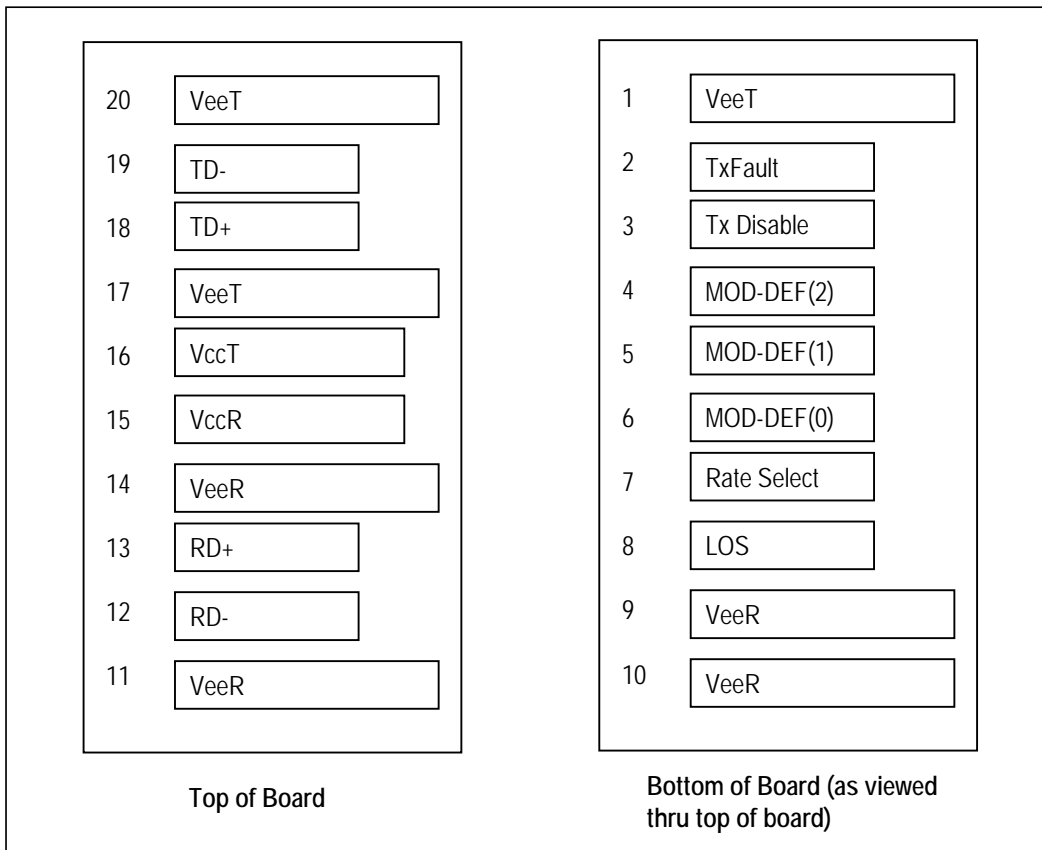 20 VeeT
19 TD-
18 TD+
17 VeeT
16 VccT
15 VccR
14 VeeR
13 RD+
12 RD-
11 VeeR
Top of Board
1 VeeT
2 TxFault
3 Tx Disable
4 MOD-DEF(2)
5 MOD-DEF(1)
6 MOD-DEF(0)
7 Rate Select
8 LOS
9 VeeR
10 VeeR
Bottom of Board (as viewed
thru top of board)